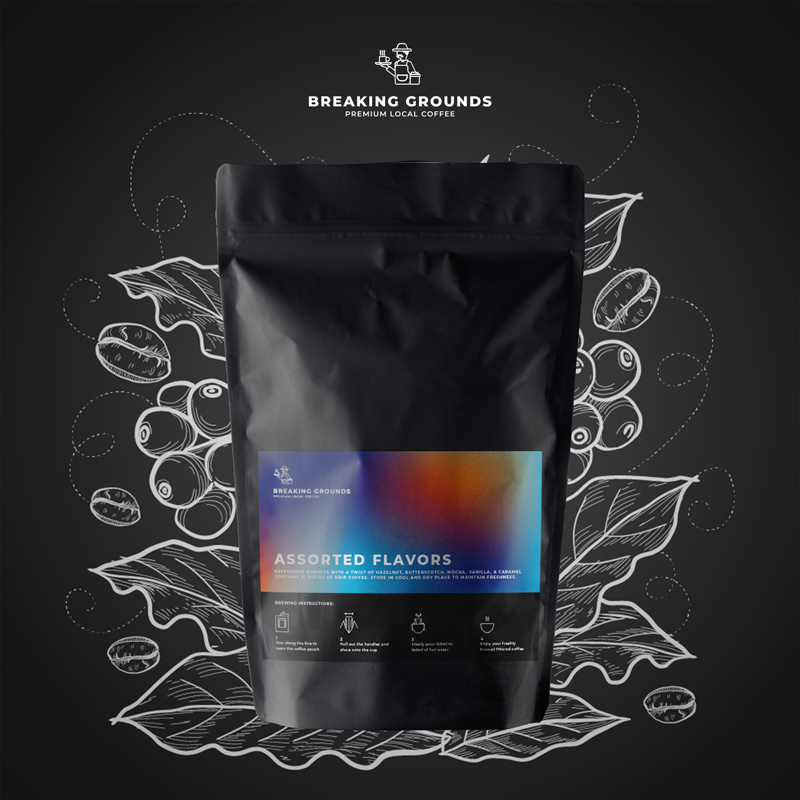 BREAKING GROUNDS
PREMIUM LOCAL COFFEE
BREAKING GROUNDS
PREMIUM LOCAL COFFEE
ASSORTED FLAVORS
EXPERIENCE ROBUSTA WITH A TWIST OF HAZELNUT, BUTTERSCOTCH, MOCHA, VANILLA, & CARAMEL
CONTAINS 10 PIECES OF DRIP COFFEE. STORE IN COOL AND DRY PLACE TO MAINTAIN FRESHNESS.
BREWING INSTRUCTIONS:
1
Tear along the line to
open the coffee pouch
2
Pull out the handles and
place onto the cup
Slowly pour
of hot water
Enjoy your freshly
brewed filtered coffee